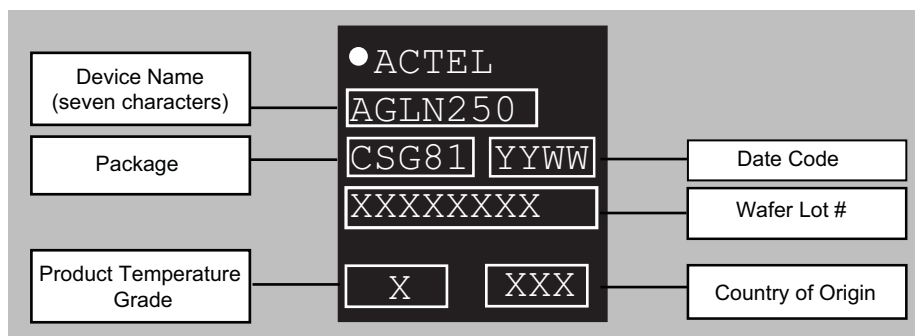 ACTEL
Device Name
(seven characters)
AGLN250
Package
CSG81
YYWW
Date Code
XXXXXXXX
Wafer Lot #
Product Temperature
Grade
X
XXX
Country of Origin